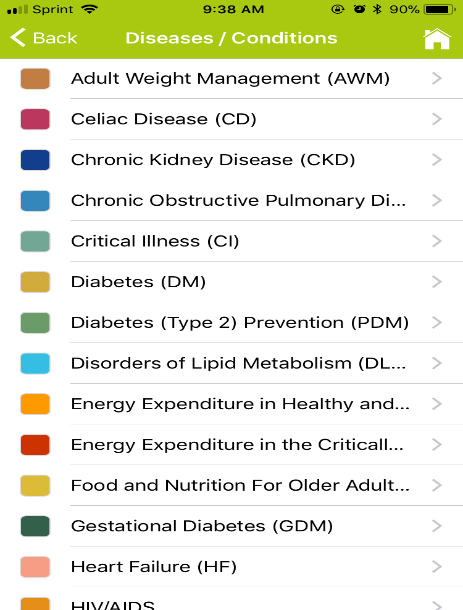 Sprint 9:38 AM 90%
Back Diseases / Conditions
Adult Weight Management (AWM)
Celiac Disease (CD)
Chronic Kidney Disease (CKD)
Chronic Obstructive Pulmonary Di...
Critical Illness (CI)
Diabetes (DM)
Diabetes (Type 2) Prevention (PDM)
Disorders of Lipid Metabolism (DL...
Energy Expenditure in Healthy and...
Energy Expenditure in the Criticall...
Food and Nutrition For Older Adult...
Gestational Diabetes (GDM)
Heart Failure (HF)
HIV/AIDS